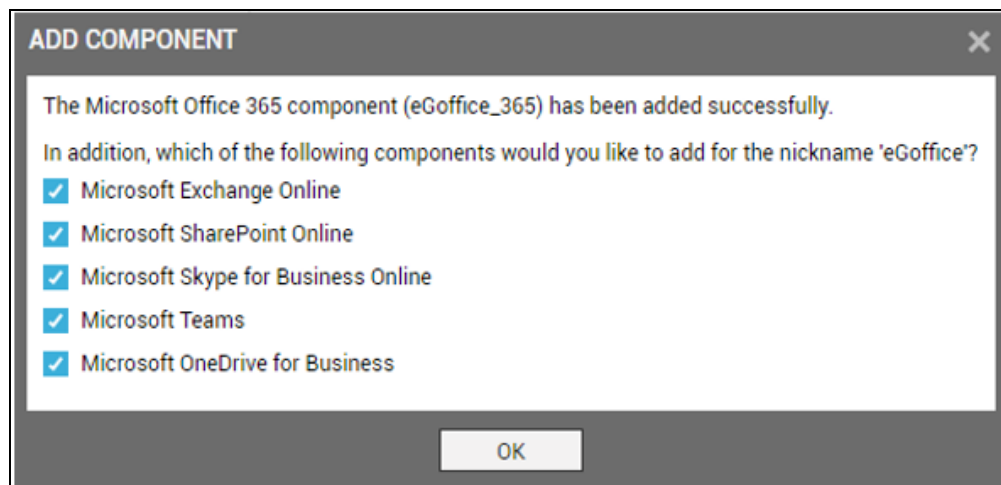 ADD COMPONENT
The Microsoft Office 365 component (eGoffice_365) has been added successfully.
In addition, which of the following components would you like to add for the nickname 'eGoffice'?
Microsoft Exchange Online
Microsoft SharePoint Online
Microsoft Skype for Business Online
Microsoft Teams
Microsoft OneDrive for Business
OK